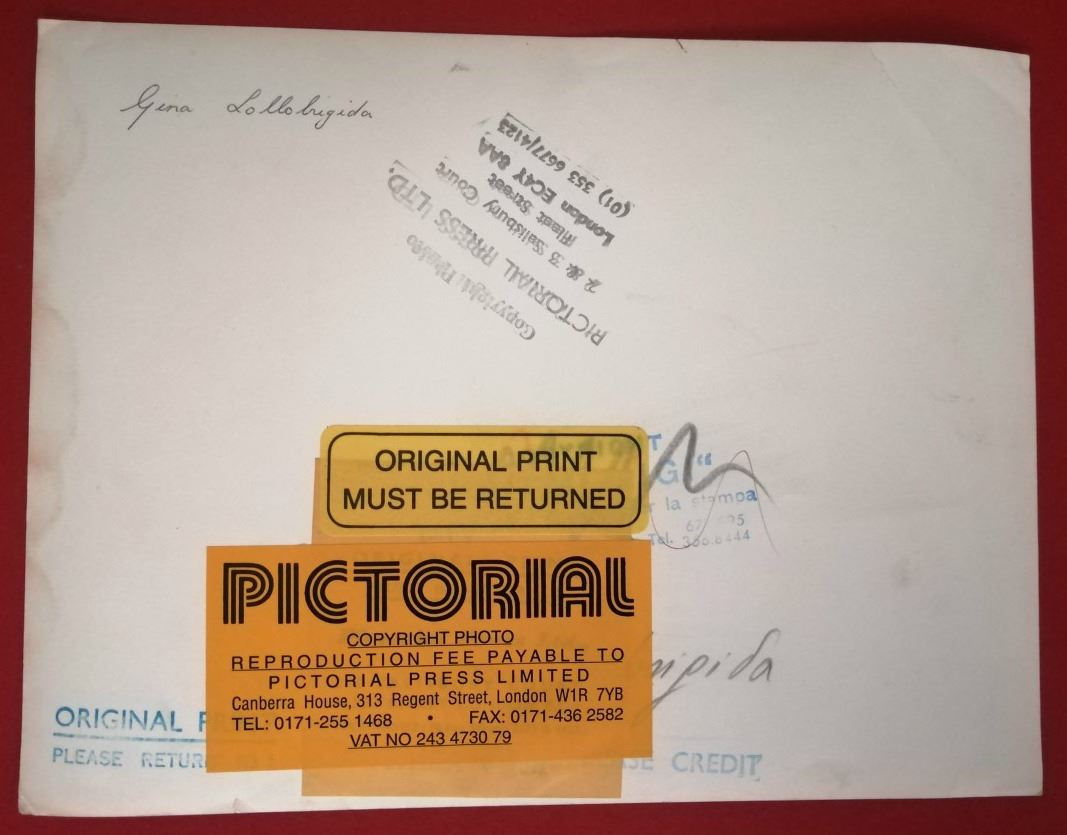 Gina Lollobrigida
Copyright Photo
PICTORIAL PRESS LTD.
2 & 3 Salisbury Court
Fleet Street
London EC4Y 8AA
(01) 353 6677/4123
ORIGINAL PRINT
MUST BE RETURNED
G"
la stampa
Tel.
PICTORIAL
COPYRIGHT PHOTO
REPRODUCTION FEE PAYABLE TO
PICTORIAL PRESS LIMITED
Canberra House, 313 Regent Street, London W1R 7YB
TEL: 0171-255 1468 • FAX: 0171-436 2582
VAT NO 243 4730 79
ORIGINAL
PLEASE CREDIT